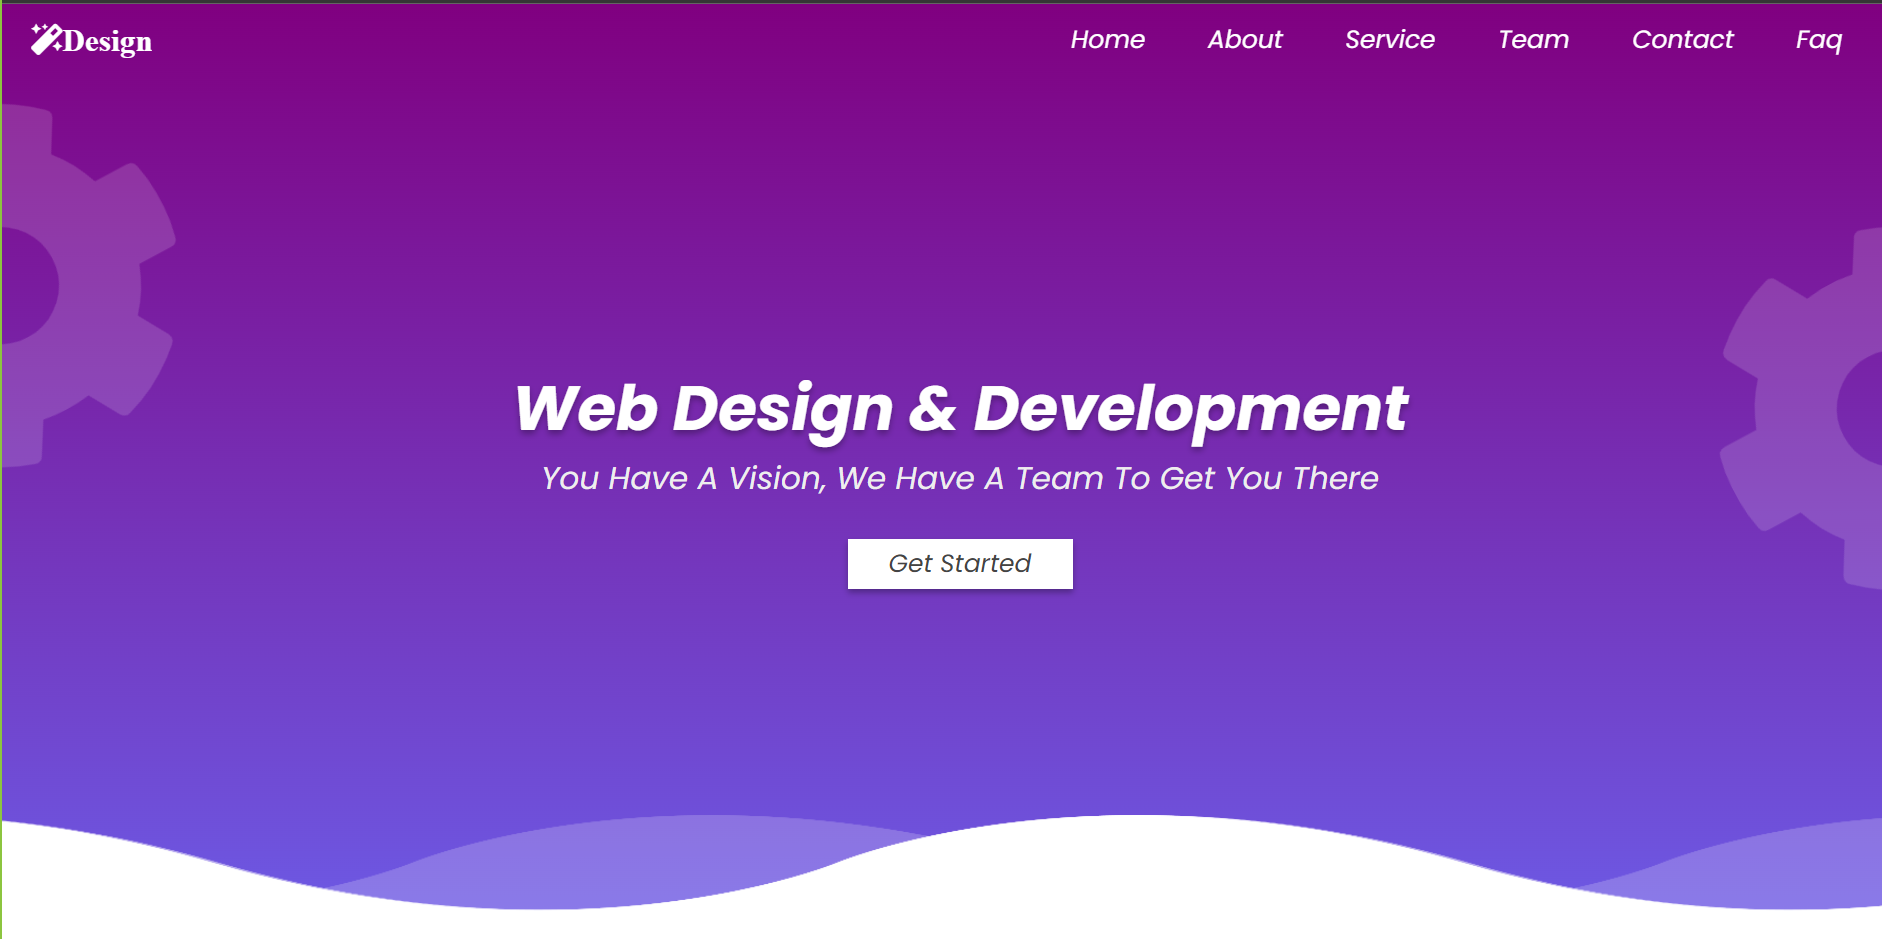 Design
Home About Service Team Contact Faq
Web Design & Development
You Have A Vision, We Have A Team To Get You There
Get Started